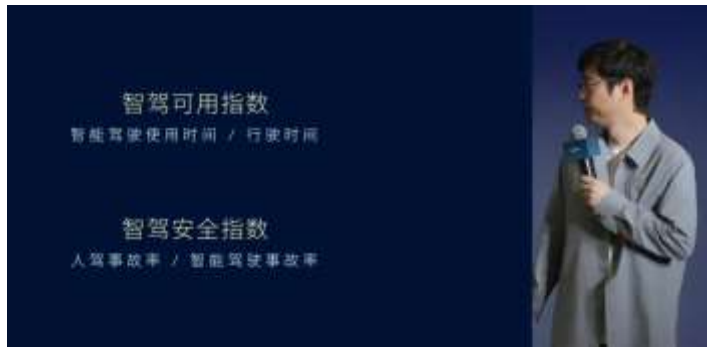 智驾可用指数
智能驾驶使用时间 / 行驶时间
智驾安全指数
人驾事故率 / 智能驾驶事故率